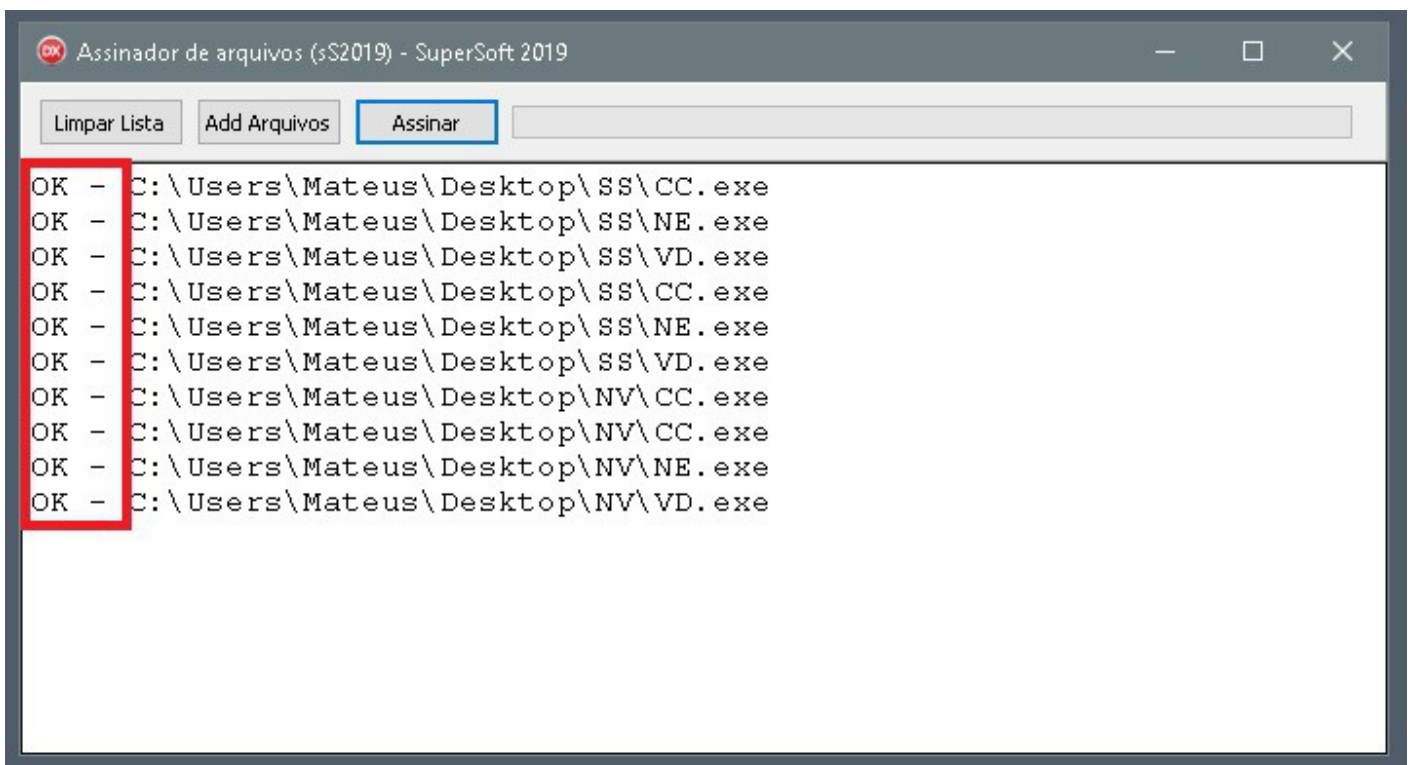 DX Assinador de arquivos (sS2019) - SuperSoft 2019
Limpar Lista Add Arquivos Assinar
OK - C:\Users\Mateus\Desktop\SS\CC.exe
OK - C:\Users\Mateus\Desktop\SS\NE.exe
OK - C:\Users\Mateus\Desktop\SS\VD.exe
OK - C:\Users\Mateus\Desktop\SS\CC.exe
OK - C:\Users\Mateus\Desktop\SS\NE.exe
OK - C:\Users\Mateus\Desktop\SS\VD.exe
OK - C:\Users\Mateus\Desktop\NV\CC.exe
OK - C:\Users\Mateus\Desktop\NV\CC.exe
OK - C:\Users\Mateus\Desktop\NV\NE.exe
OK - C:\Users\Mateus\Desktop\NV\VD.exe